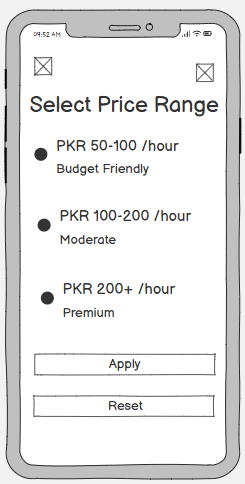 09:52 AM
Select Price Range
PKR 50-100 /hour
Budget Friendly
PKR 100-200 /hour
Moderate
PKR 200+ /hour
Premium
Apply
Reset